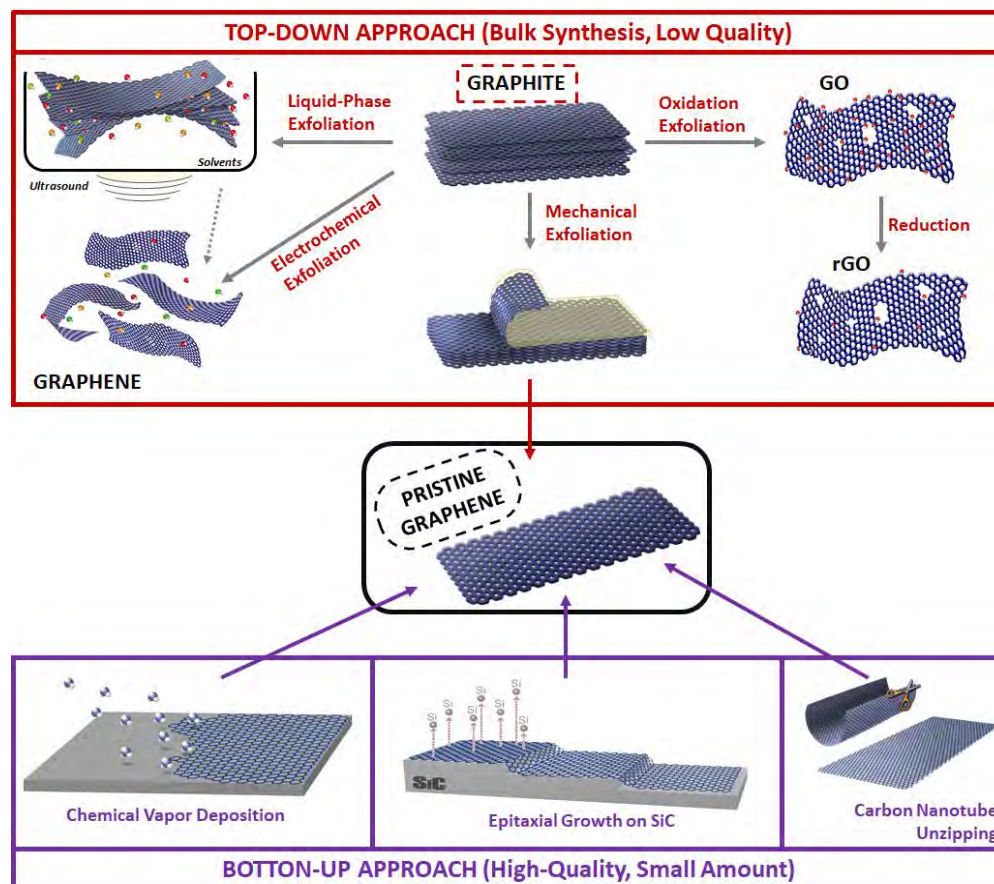 TOP-DOWN APPROACH (Bulk Synthesis, Low Quality)
GRAPHITE
GO
Liquid-Phase
Exfoliation
Oxidation
Exfoliation
Solvents
Ultrasound
Electrochemical
Exfoliation
Mechanical
Exfoliation
Reduction
rGO
GRAPHENE
PRISTINE
GRAPHENE
Si
Si
Si
Si
Si
Si
Si
SiC
Chemical Vapor Deposition
Epitaxial Growth on SiC
Carbon Nanotube
Unzipping
BOTTON-UP APPROACH (High-Quality, Small Amount)